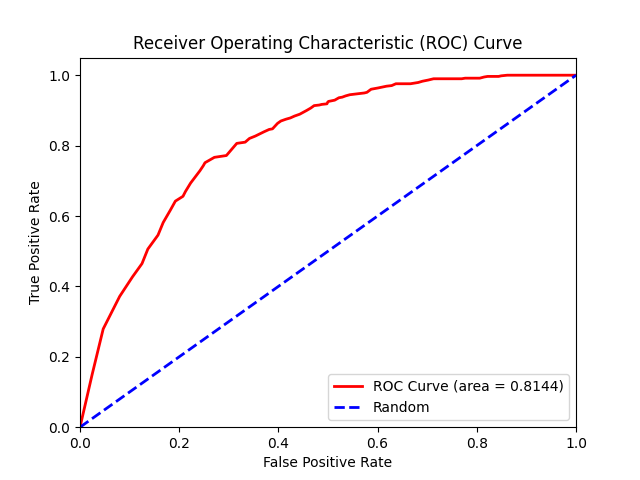 Receiver Operating Characteristic (ROC) Curve
1.0
0.8
0.6
0.4
0.2
0.0
True Positive Rate
ROC Curve (area = 0.8144)
Random
0.0 0.2 0.4 0.6 0.8 1.0
False Positive Rate